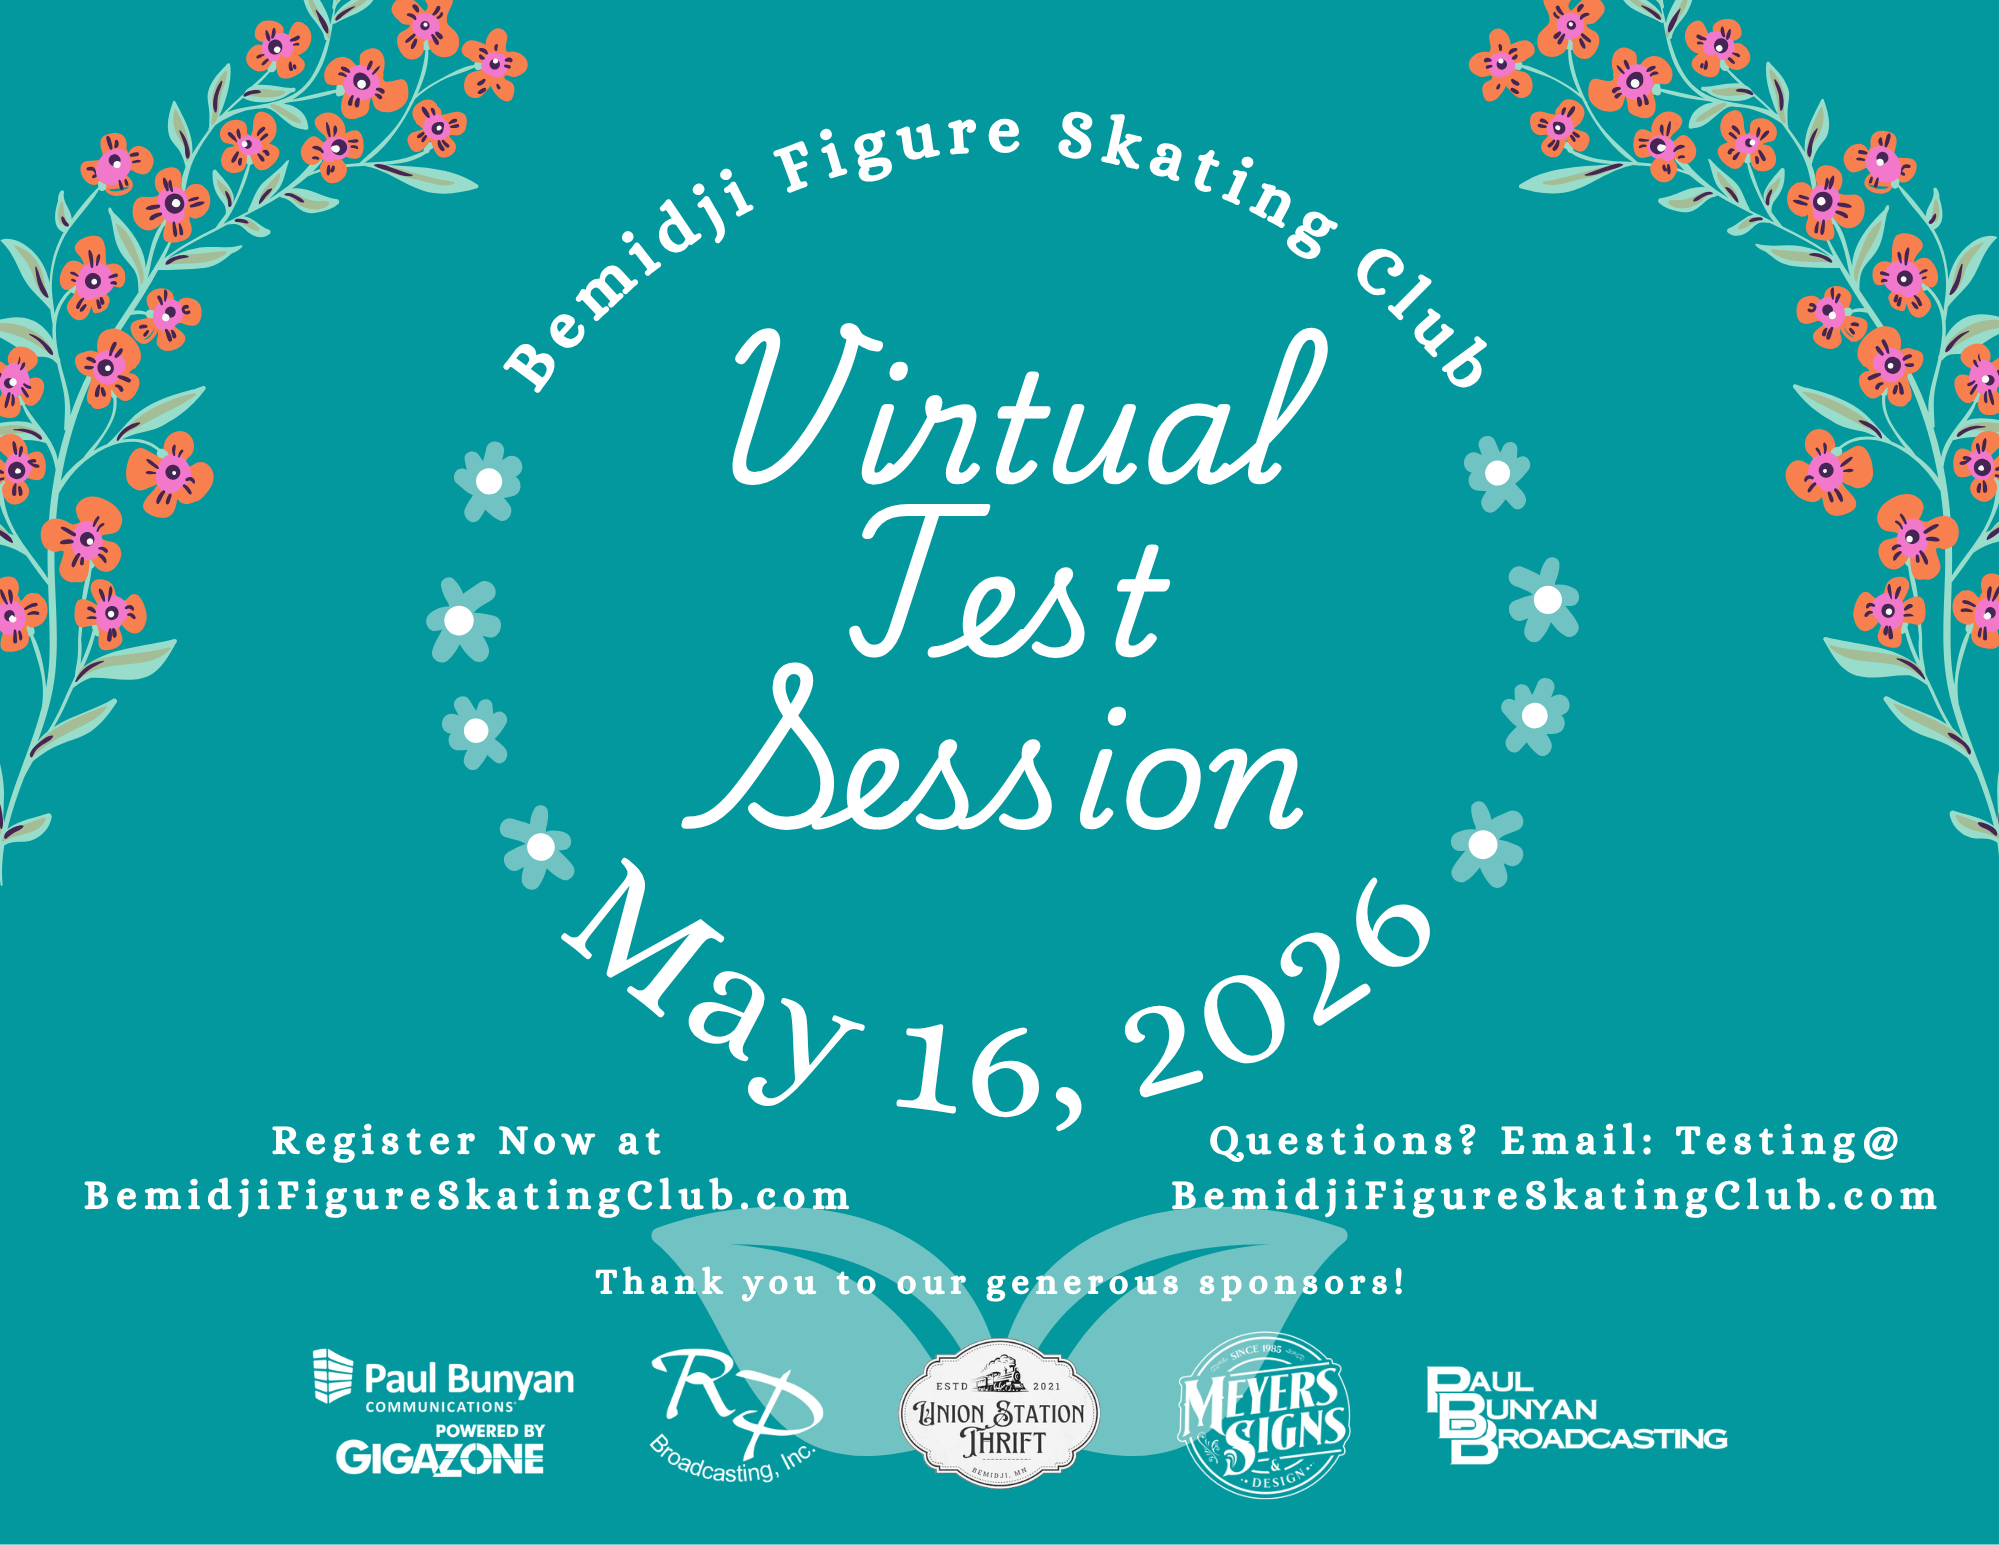 Bemidji Figure Skating Club
Virtual
Test
Session
May 16, 2026
Register Now at
BemidjiFigureSkatingClub.com
Questions? Email: Testing@
BemidjiFigureSkatingClub.com
Thank you to our generous sponsors!
Paul Bunyan
COMMUNICATIONS
POWERED BY
GIGAZONE
RP
Broadcasting, Inc.
ESTD 2021
UNION STATION
THRIFT
BEMIDJI, MN
SINCE 1985
MEYERS
SIGNS
&
DESIGN
PAUL
BUNYAN
BROADCASTING